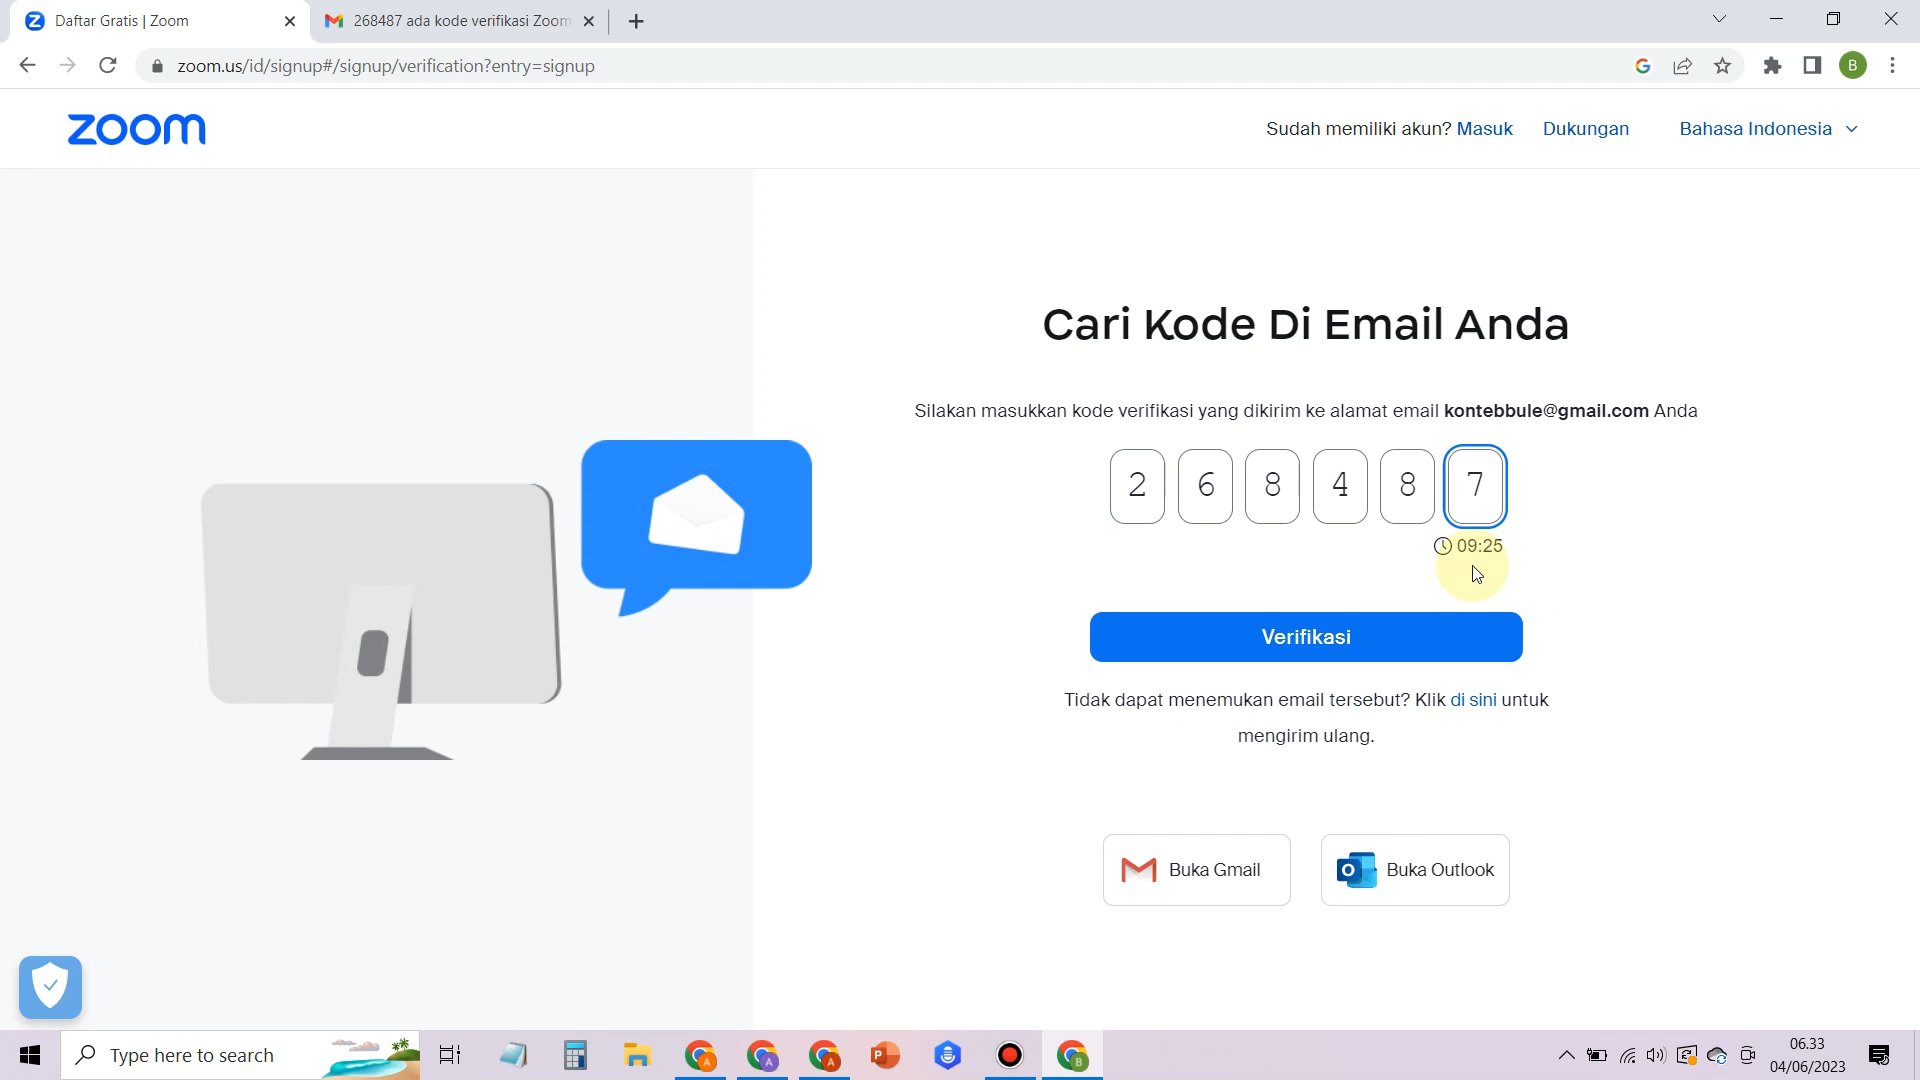 Daftar Gratis | Zoom
268487 ada kode verifikasi Zoom
zoom.us/id/signup#/signup/verification?entry=signup
B
zoom
Sudah memiliki akun? Masuk
Dukungan
Bahasa Indonesia
Cari Kode Di Email Anda
Silakan masukkan kode verifikasi yang dikirim ke alamat email kontebbule@gmail.com Anda
2 6 8 4 8 7
09:25
Verifikasi
Tidak dapat menemukan email tersebut? Klik di sini untuk
mengirim ulang.
Buka Gmail
Buka Outlook
Type here to search
06.33
04/06/2023